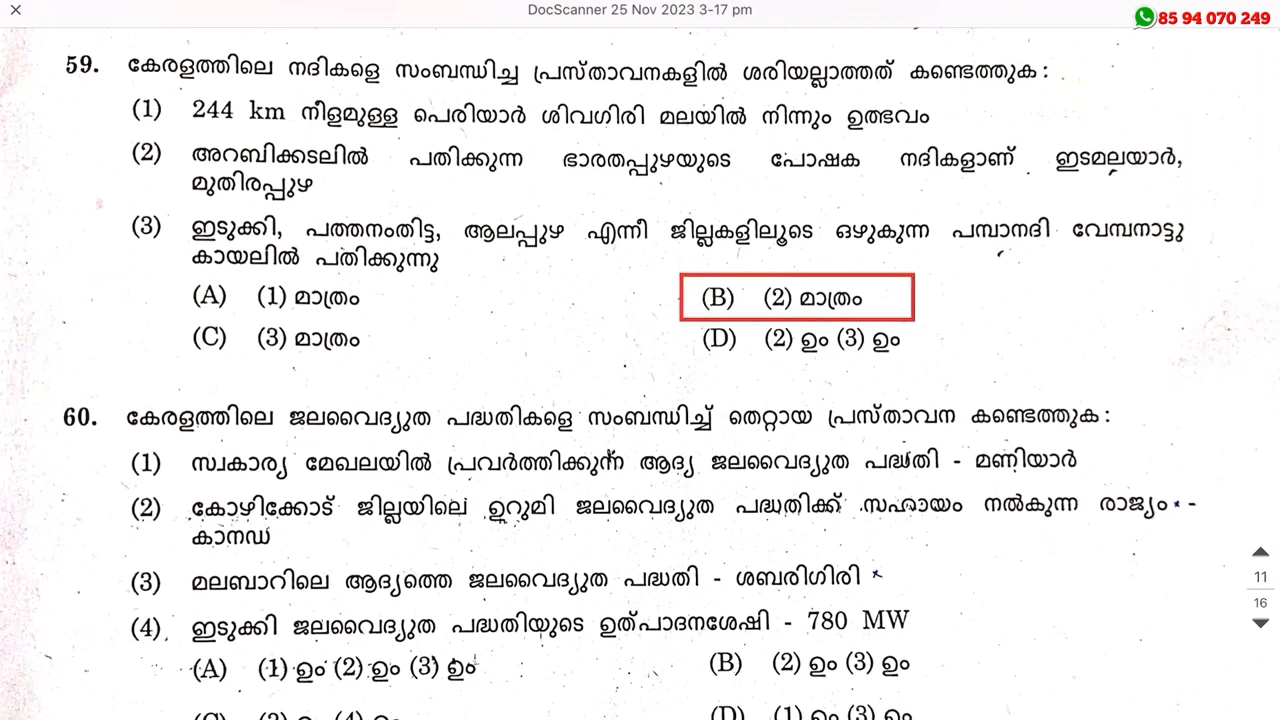 DocScanner 25 Nov 2023 3-17 pm
85 94 070 249
59. കേരളത്തിലെ നദികളെ സംബന്ധിച്ച പ്രസ്താവനകളിൽ ശരിയല്ലാത്തത് കണ്ടെത്തുക :
(1) 244 km നീളമുള്ള പെരിയാർ ശിവഗിരി മലയിൽ നിന്നും ഉത്ഭവം
(2) അറബിക്കടലിൽ പതിക്കുന്ന ഭാരതപ്പുഴയുടെ പോഷക നദികളാണ് ഇടമലയാർ,
മുതിരപ്പുഴ
(3) ഇടുക്കി, പത്തനംതിട്ട, ആലപ്പുഴ എന്നീ ജില്ലകളിലൂടെ ഒഴുകുന്ന പമ്പാനദി വേമ്പനാട്ടു
കായലിൽ പതിക്കുന്നു
(A) (1) മാത്രം (B) (2) മാത്രം
(C) (3) മാത്രം (D) (2) ഉം (3) ഉം
60. കേരളത്തിലെ ജലവൈദ്യുത പദ്ധതികളെ സംബന്ധിച്ച് തെറ്റായ പ്രസ്താവന കണ്ടെത്തുക :
(1) സ്വകാര്യ മേഖലയിൽ പ്രവർത്തിക്കുന്ന ആദ്യ ജലവൈദ്യുത പദ്ധതി - മണിയാർ
(2) കോഴിക്കോട് ജില്ലയിലെ ഉറുമി ജലവൈദ്യുത പദ്ധതിക്ക് സഹായം നൽകുന്ന രാജ്യം -
കാനഡ
(3) മലബാറിലെ ആദ്യത്തെ ജലവൈദ്യുത പദ്ധതി - ശബരിഗിരി
(4) ഇടുക്കി ജലവൈദ്യുത പദ്ധതിയുടെ ഉത്പാദനശേഷി - 780 MW
(A) (1) ഉം (2) ഉം (3) ഉം (B) (2) ഉം (3) ഉം
11
16